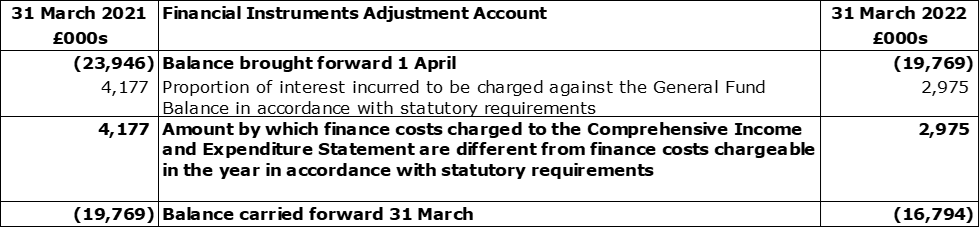 31 March 2021 Financial Instruments Adjustment Account 31 March 2022
£000s £000s
(23,946) Balance brought forward 1 April (19,769)
4,177 Proportion of interest incurred to be charged against the General Fund 2,975
Balance in accordance with statutory requirements
4,177 Amount by which finance costs charged to the Comprehensive Income 2,975
and Expenditure Statement are different from finance costs chargeable
in the year in accordance with statutory requirements
(19,769) Balance carried forward 31 March (16,794)